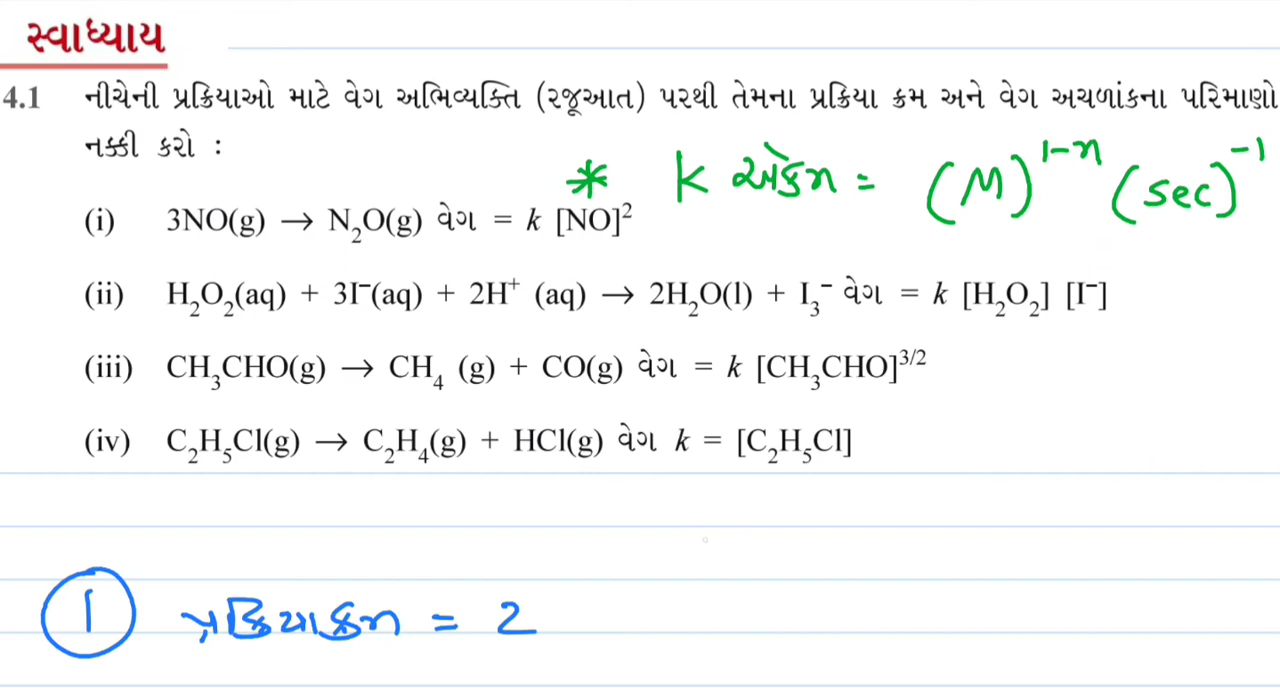 સ્વાધ્યાય
4.1 નીચેની પ્રક્રિયાઓ માટે વેગ અભિવ્યક્તિ (રજૂઆત) પરથી તેમના પ્રક્રિયા ક્રમ અને વેગ અચળાંકના પરિમાણો
નક્કી કરો :
* k એકમ = (M)^{1-n} (sec)^{-1}
(i) 3NO(g) → N₂O(g) વેગ = k [NO]²
(ii) H₂O₂(aq) + 3I⁻(aq) + 2H⁺ (aq) → 2H₂O(l) + I₃⁻ વેગ = k [H₂O₂] [I⁻]
(iii) CH₃CHO(g) → CH₄ (g) + CO(g) વેગ = k [CH₃CHO]^{3/2}
(iv) C₂H₅Cl(g) → C₂H₄(g) + HCl(g) વેગ k = [C₂H₅Cl]
1 પ્રક્રિયાક્રમ = 2